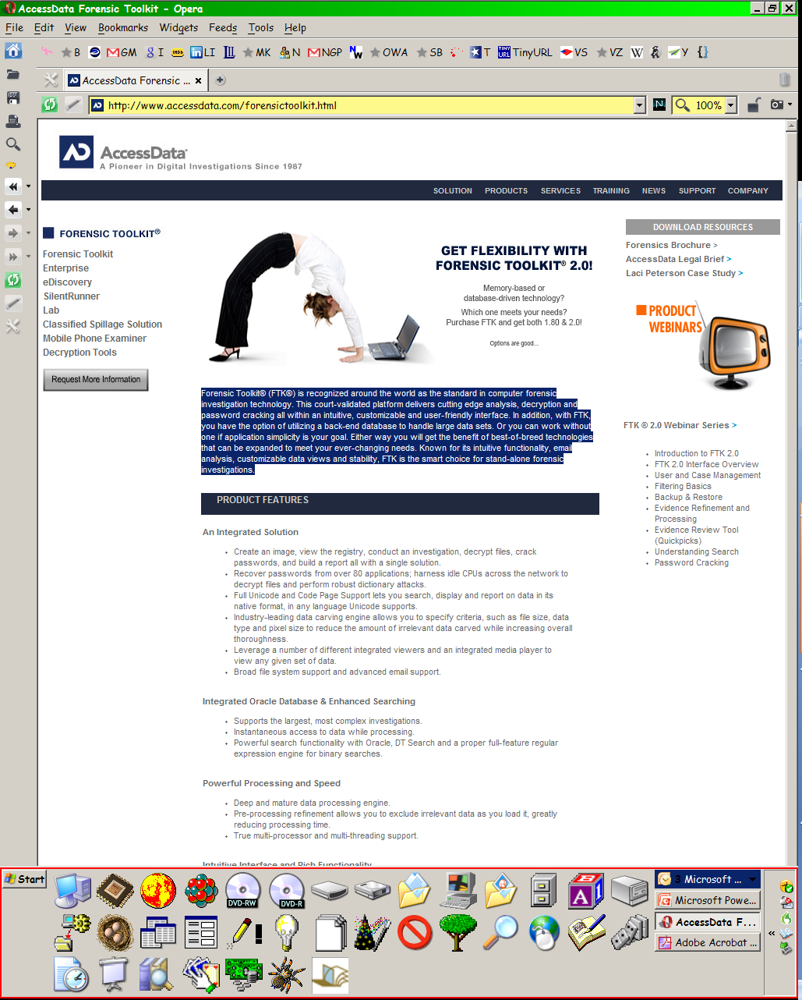 AccessData Forensic Toolkit - Opera
File Edit View Bookmarks Widgets Feeds Tools Help
B GM I LI MK N NGP OWA SB T TinyURL VS VZ Y
AccessData Forensic ...
http://www.accessdata.com/forensictoolkit.html
100%
AD AccessData®
A Pioneer in Digital Investigations Since 1987
SOLUTION PRODUCTS SERVICES TRAINING NEWS SUPPORT COMPANY
FORENSIC TOOLKIT®
Forensic Toolkit
Enterprise
eDiscovery
SilentRunner
Lab
Classified Spillage Solution
Mobile Phone Examiner
Decryption Tools
Request More Information
GET FLEXIBILITY WITH
FORENSIC TOOLKIT® 2.0!
Memory-based or
database-driven technology?
Which one meets your needs?
Purchase FTK and get both 1.80 & 2.0!
Options are good...
Forensic Toolkit® (FTK®) is recognized around the world as the standard in computer forensic
investigation technology. This court-validated platform delivers cutting edge analysis, decryption and
password cracking all within an intuitive, customizable and user-friendly interface. In addition, with FTK,
you have the option of utilizing a back-end database to handle large data sets. Or you can work without
one if application simplicity is your goal. Either way you will get the benefit of best-of-breed technologies
that can be expanded to meet your ever-changing needs. Known for its intuitive functionality, email
analysis, customizable data views and stability, FTK is the smart choice for stand-alone forensic
investigations.
PRODUCT FEATURES
An Integrated Solution
Create an image, view the registry, conduct an investigation, decrypt files, crack
passwords, and build a report all with a single solution.
Recover passwords from over 80 applications; harness idle CPUs across the network to
decrypt files and perform robust dictionary attacks.
Full Unicode and Code Page Support lets you search, display and report on data in its
native format, in any language Unicode supports.
Industry-leading data carving engine allows you to specify criteria, such as file size, data
type and pixel size to reduce the amount of irrelevant data carved while increasing overall
thoroughness.
Leverage a number of different integrated viewers and an integrated media player to
view any given set of data.
Broad file system support and advanced email support.
Integrated Oracle Database & Enhanced Searching
Supports the largest, most complex investigations.
Instantaneous access to data while processing.
Powerful search functionality with Oracle, DT Search and a proper full-feature regular
expression engine for binary searches.
Powerful Processing and Speed
Deep and mature data processing engine.
Pre-processing refinement allows you to exclude irrelevant data as you load it, greatly
reducing processing time.
True multi-processor and multi-threading support.
Intuitive Interface and Rich Functionality
DOWNLOAD RESOURCES
Forensics Brochure >
AccessData Legal Brief >
Laci Peterson Case Study >
PRODUCT
WEBINARS
FTK ® 2.0 Webinar Series >
Introduction to FTK 2.0
FTK 2.0 Interface Overview
User and Case Management
Filtering Basics
Backup & Restore
Evidence Refinement and
Processing
Evidence Review Tool
(Quickpicks)
Understanding Search
Password Cracking
Start
DVD-RW
DVD-R
3 Microsoft ...
Microsoft Powe...
AccessData F...
Adobe Acrobat ...